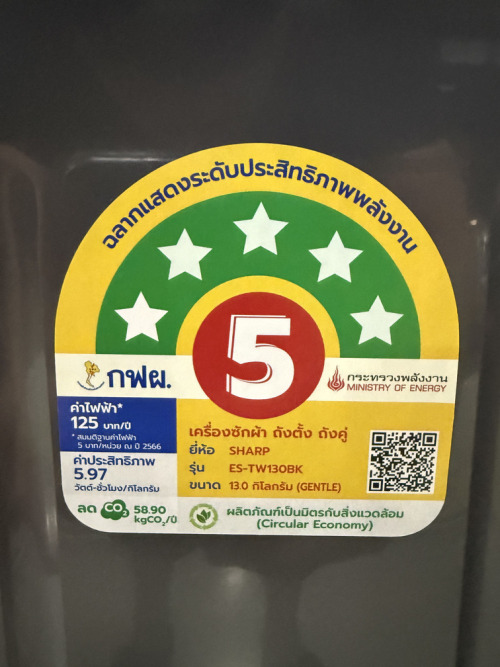 ฉลากแสดงระดับประสิทธิภาพพลังงาน
5
กฟผ.
กระทรวงพลังงาน
MINISTRY OF ENERGY
ค่าไฟฟ้า*
125 บาท/ปี
* สมมติฐานค่าไฟฟ้า
5 บาท/หน่วย ณ ปี 2566
ค่าประสิทธิภาพ
5.97
วัตต์-ชั่วโมง/กิโลกรัม
เครื่องซักผ้า ถังตั้ง ถังคู่
ยี่ห้อ SHARP
รุ่น ES-TW130BK
ขนาด 13.0 กิโลกรัม (GENTLE)
ลด CO₂ 58.90
kgCO₂/ปี
ผลิตภัณฑ์เป็นมิตรกับสิ่งแวดล้อม
(Circular Economy)